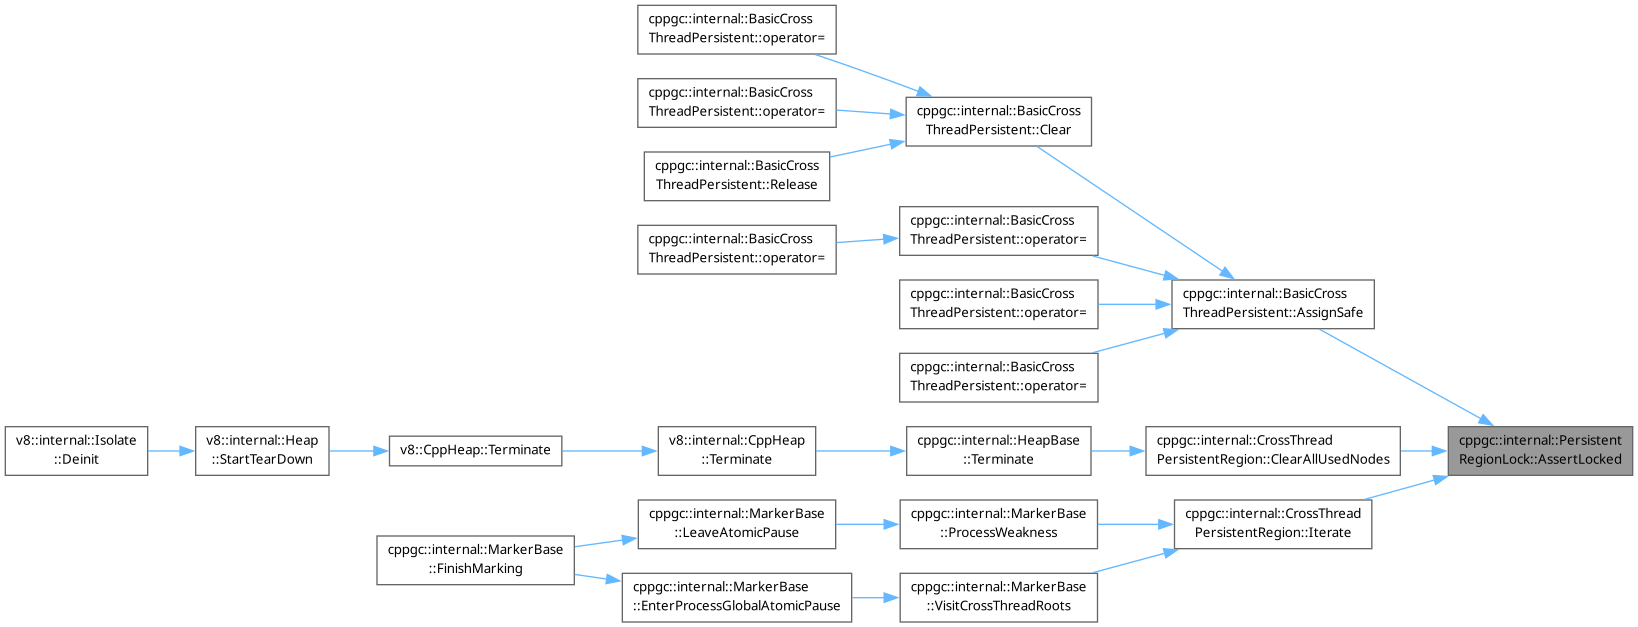 cppgc::internal::BasicCross
ThreadPersistent::operator=
cppgc::internal::BasicCross
ThreadPersistent::operator=
cppgc::internal::BasicCross
ThreadPersistent::Clear
cppgc::internal::BasicCross
ThreadPersistent::Release
cppgc::internal::BasicCross
ThreadPersistent::operator=
cppgc::internal::BasicCross
ThreadPersistent::operator=
cppgc::internal::BasicCross
ThreadPersistent::operator=
cppgc::internal::BasicCross
ThreadPersistent::AssignSafe
cppgc::internal::BasicCross
ThreadPersistent::operator=
v8::internal::Isolate
::Deinit
v8::internal::Heap
::StartTearDown
v8::CppHeap::Terminate
v8::internal::CppHeap
::Terminate
cppgc::internal::HeapBase
::Terminate
cppgc::internal::CrossThread
PersistentRegion::ClearAllUsedNodes
cppgc::internal::Persistent
RegionLock::AssertLocked
cppgc::internal::MarkerBase
::FinishMarking
cppgc::internal::MarkerBase
::LeaveAtomicPause
cppgc::internal::MarkerBase
::ProcessWeakness
cppgc::internal::CrossThread
PersistentRegion::Iterate
cppgc::internal::MarkerBase
::EnterProcessGlobalAtomicPause
cppgc::internal::MarkerBase
::VisitCrossThreadRoots